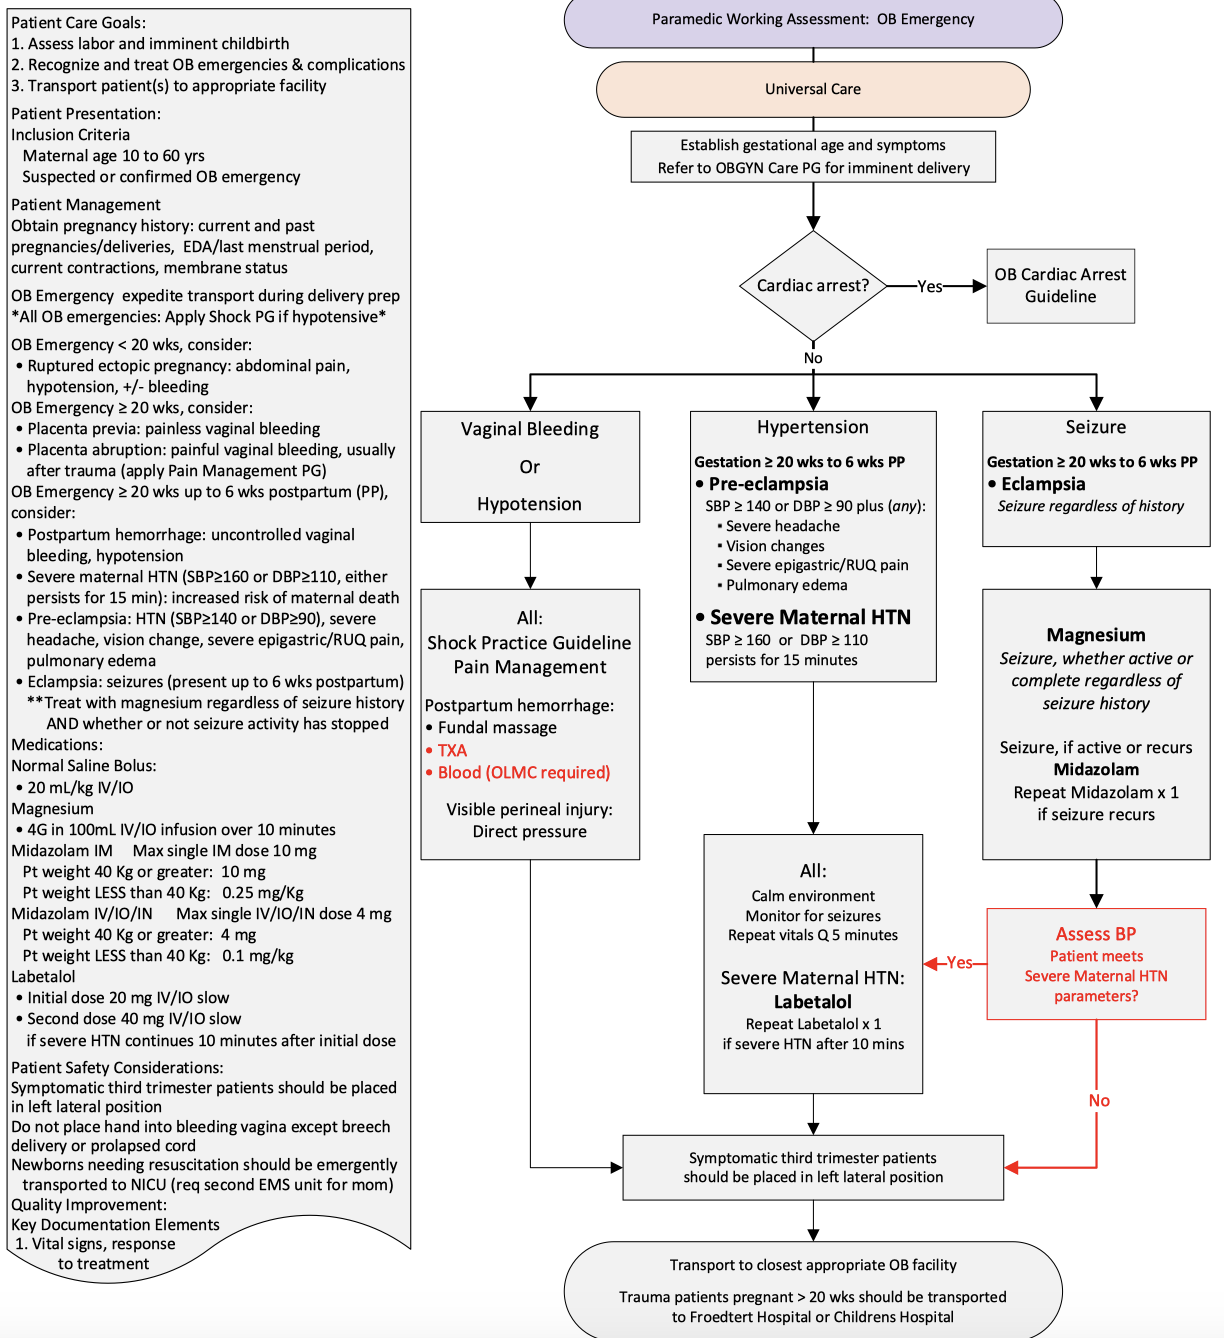 Patient Care Goals:
1. Assess labor and imminent childbirth
2. Recognize and treat OB emergencies & complications
3. Transport patient(s) to appropriate facility
Patient Presentation:
Inclusion Criteria
Maternal age 10 to 60 yrs
Suspected or confirmed OB emergency
Patient Management
Obtain pregnancy history: current and past
pregnancies/deliveries, EDA/last menstrual period,
current contractions, membrane status
OB Emergency expedite transport during delivery prep
*All OB emergencies: Apply Shock PG if hypotensive*
OB Emergency < 20 wks, consider:
• Ruptured ectopic pregnancy: abdominal pain,
hypotension, +/- bleeding
OB Emergency ≥ 20 wks, consider:
• Placenta previa: painless vaginal bleeding
• Placenta abruption: painful vaginal bleeding, usually
after trauma (apply Pain Management PG)
OB Emergency ≥ 20 wks up to 6 wks postpartum (PP),
consider:
• Postpartum hemorrhage: uncontrolled vaginal
bleeding, hypotension
• Severe maternal HTN (SBP≥160 or DBP≥110, either
persists for 15 min): increased risk of maternal death
• Pre-eclampsia: HTN (SBP≥140 or DBP≥90), severe
headache, vision change, severe epigastric/RUQ pain,
pulmonary edema
• Eclampsia: seizures (present up to 6 wks postpartum)
**Treat with magnesium regardless of seizure history
AND whether or not seizure activity has stopped
Medications:
Normal Saline Bolus:
• 20 mL/kg IV/IO
Magnesium
• 4G in 100mL IV/IO infusion over 10 minutes
Midazolam IM Max single IM dose 10 mg
Pt weight 40 Kg or greater: 10 mg
Pt weight LESS than 40 Kg: 0.25 mg/Kg
Midazolam IV/IO/IN Max single IV/IO/IN dose 4 mg
Pt weight 40 Kg or greater: 4 mg
Pt weight LESS than 40 Kg: 0.1 mg/kg
Labetalol
• Initial dose 20 mg IV/IO slow
• Second dose 40 mg IV/IO slow
if severe HTN continues 10 minutes after initial dose
Patient Safety Considerations:
Symptomatic third trimester patients should be placed
in left lateral position
Do not place hand into bleeding vagina except breech
delivery or prolapsed cord
Newborns needing resuscitation should be emergently
transported to NICU (req second EMS unit for mom)
Quality Improvement:
Key Documentation Elements
1. Vital signs, response
to treatment
Paramedic Working Assessment: OB Emergency
Universal Care
Establish gestational age and symptoms
Refer to OBGYN Care PG for imminent delivery
Cardiac arrest?
Yes
OB Cardiac Arrest
Guideline
No
Vaginal Bleeding
Or
Hypotension
All:
Shock Practice Guideline
Pain Management
Postpartum hemorrhage:
• Fundal massage
• TXA
• Blood (OLMC required)
Visible perineal injury:
Direct pressure
Hypertension
Gestation ≥ 20 wks to 6 wks PP
• Pre-eclampsia
SBP ≥ 140 or DBP ≥ 90 plus (any):
▪ Severe headache
▪ Vision changes
▪ Severe epigastric/RUQ pain
▪ Pulmonary edema
• Severe Maternal HTN
SBP ≥ 160 or DBP ≥ 110
persists for 15 minutes
All:
Calm environment
Monitor for seizures
Repeat vitals Q 5 minutes
Severe Maternal HTN:
Labetalol
Repeat Labetalol x 1
if severe HTN after 10 mins
Seizure
Gestation ≥ 20 wks to 6 wks PP
• Eclampsia
Seizure regardless of history
Magnesium
Seizure, whether active or
complete regardless of
seizure history
Seizure, if active or recurs
Midazolam
Repeat Midazolam x 1
if seizure recurs
Assess BP
Patient meets
Severe Maternal HTN
parameters?
Yes
No
Symptomatic third trimester patients
should be placed in left lateral position
Transport to closest appropriate OB facility
Trauma patients pregnant > 20 wks should be transported
to Froedtert Hospital or Childrens Hospital